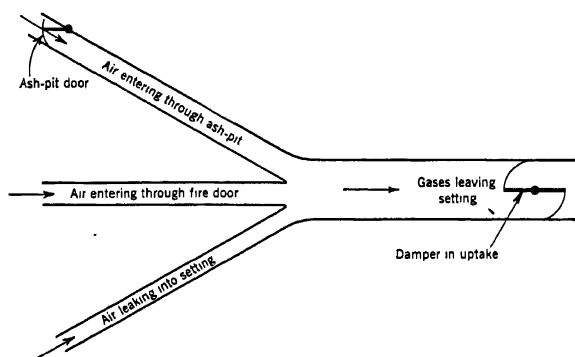 Ash-pit door
Air entering through ash-pit
Air entering through fire door
Gases leaving
setting
Damper in uptake
Air leaking into setting